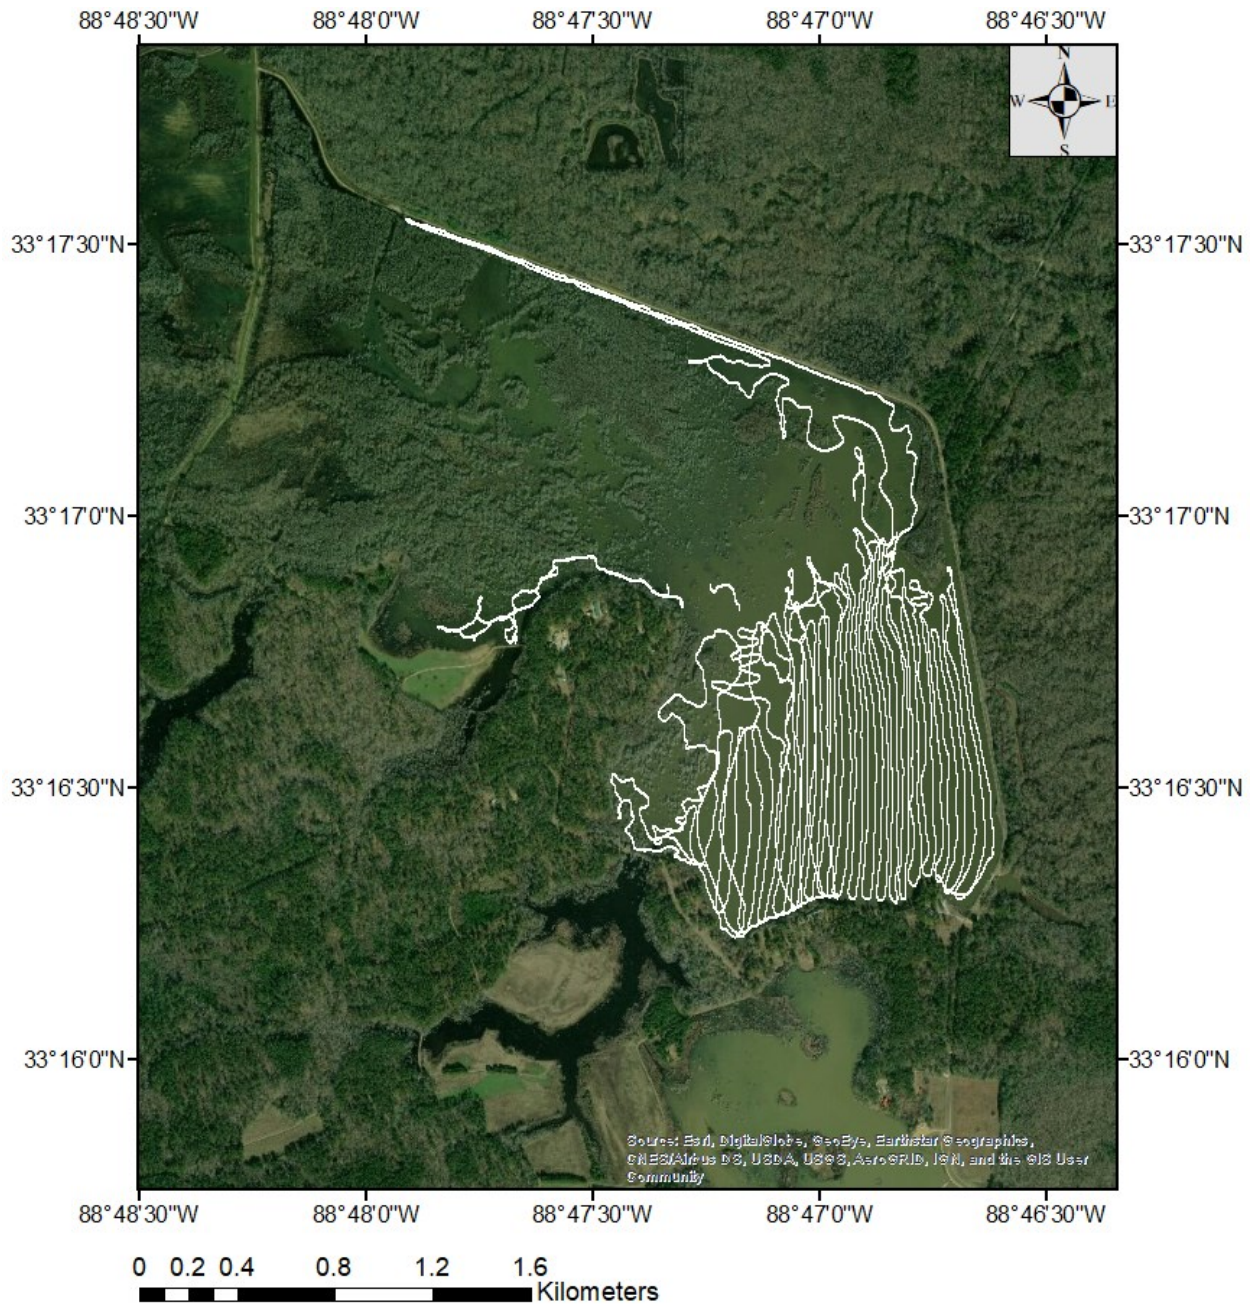 88°48'30"W 88°48'0"W 88°47'30"W 88°47'0"W 88°46'30"W
N
W E
S
33°17'30"N 33°17'30"N
33°17'0"N 33°17'0"N
33°16'30"N 33°16'30"N
33°16'0"N 33°16'0"N
Source: Esri, DigitalGlobe, GeoEye, Earthstar Geographics,
CNES/Airbus DS, USDA, USGS, AeroGRID, IGN, and the GIS User
Community
88°48'30"W 88°48'0"W 88°47'30"W 88°47'0"W 88°46'30"W
0 0.2 0.4 0.8 1.2 1.6
Kilometers